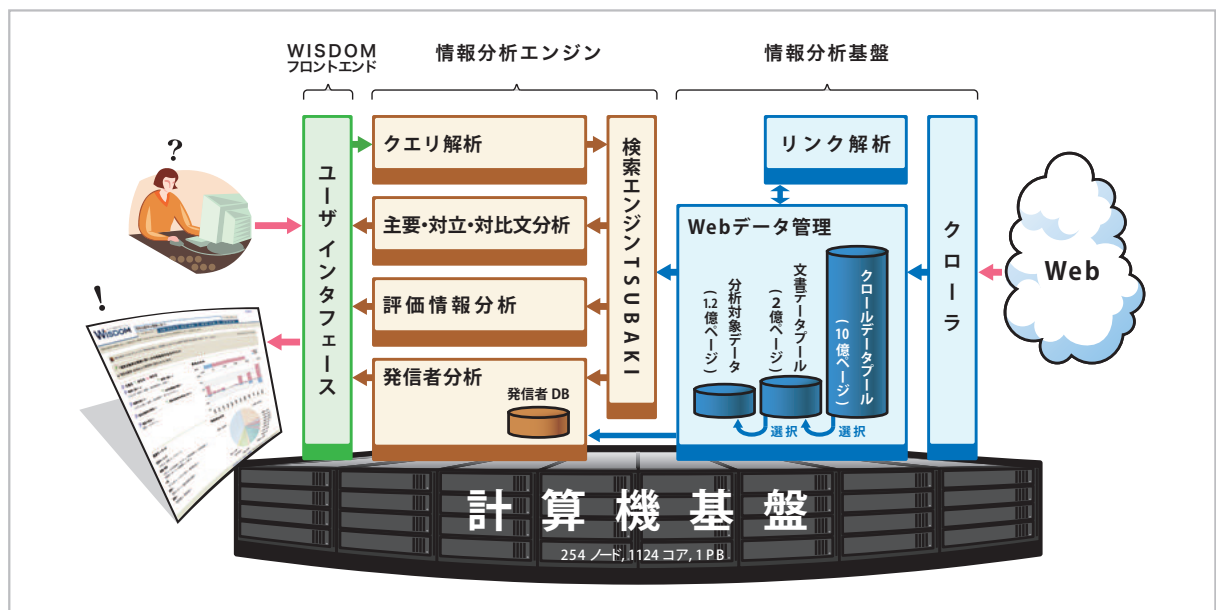 WISDOM
フロントエンド
情報分析エンジン
情報分析基盤
ユーザ インタフェース
クエリ解析
主要・対立・対比文分析
評価情報分析
発信者分析
発信者 DB
検索エンジンTSUBAKI
リンク解析
Webデータ管理
分析対象データ
(1.2億ページ)
文書データプール
(2億ページ)
クロールデータプール
(10億ページ)
選択
選択
クローラ
Web
?
!
WISDOM
計算機基盤
254 ノード, 1124 コア, 1 PB